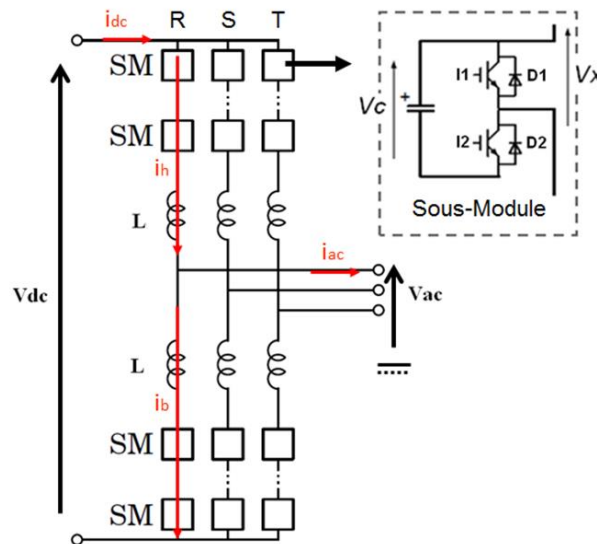 idc
R S T
SM
SM
ih
L
iac
Vdc
Vac
L
ib
SM
SM
Vc
+
I1
D1
I2
D2
Vx
Sous-Module